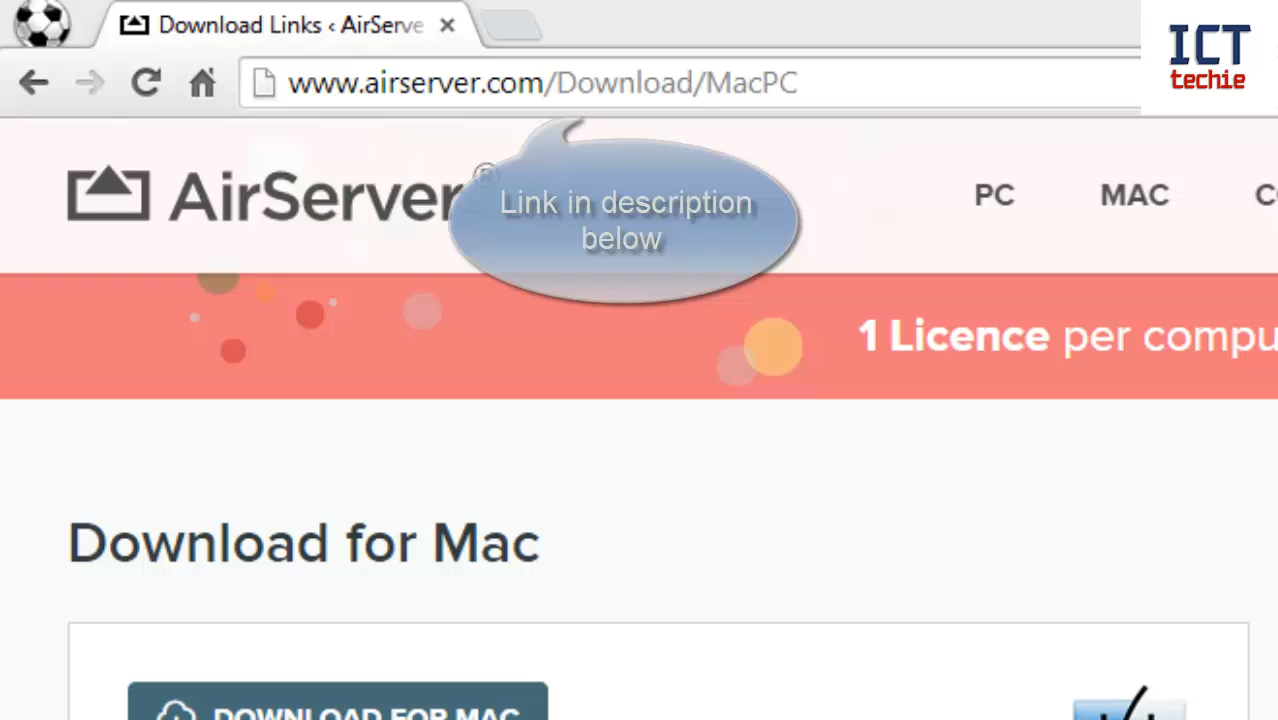 Download Links ‹ AirServe
ICT
techie
www.airserver.com/Download/MacPC
AirServer®
Link in description
below
PC
MAC
1 Licence per compu
Download for Mac
DOWNLOAD FOR MAC